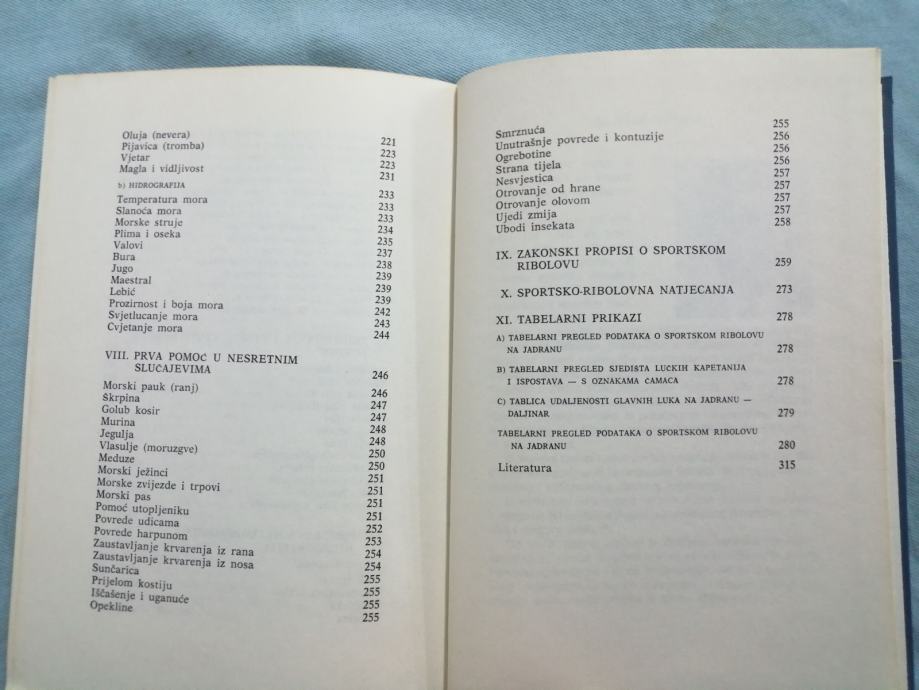 Oluja (nevera) 221
Pijavica (tromba) 223
Vjetar 223
Magla i vidljivost 231
b) HIDROGRAFIJA 233
Temperatura mora 233
Slanoća mora 233
Morske struje 234
Plima i oseka 235
Valovi 237
Bura 238
Jugo 239
Maestral 239
Lebić 239
Prozirnost i boja mora 242
Svjetlucanje mora 243
Cvjetanje mora 244
VIII. PRVA POMOĆ U NESRETNIM
SLUČAJEVIMA 246
Morski pauk (ranj) 246
Škrpina 247
Golub kosir 247
Murina 248
Jegulja 248
Vlasulje (moruzgve) 250
Meduze 250
Morski ježinci 251
Morske zvijezde i trpovi 251
Morski pas 251
Pomoć utopljeniku 251
Povrede udicama 252
Povrede harpunom 253
Zaustavljanje krvarenja iz rana 254
Zaustavljanje krvarenja iz nosa 254
Sunčarica 255
Prijelom kostiju 255
Iščašenje i uganuće 255
Opekline 255
Smrznuća 255
Unutrašnje povrede i kontuzije 256
Ogrebotine 256
Strana tijela 256
Nesvjestica 257
Otrovanje od hrane 257
Otrovanje olovom 257
Ujedi zmija 257
Ubodi insekata 258
IX. ZAKONSKI PROPISI O SPORTSKOM
RIBOLOVU 259
X. SPORTSKO-RIBOLOVNA NATJECANJA 273
XI. TABELARNI PRIKAZI 278
A) TABELARNI PREGLED PODATAKA O SPORTSKOM RIBOLOVU
NA JADRANU 278
B) TABELARNI PREGLED SJEDIŠTA LUČKIH KAPETANIJA
I ISPOSTAVA — S OZNAKAMA ČAMACA 278
C) TABLICA UDALJENOSTI GLAVNIH LUKA NA JADRANU —
DALJINAR 279
TABELARNI PREGLED PODATAKA O SPORTSKOM RIBOLOVU
NA JADRANU 280
Literatura 315